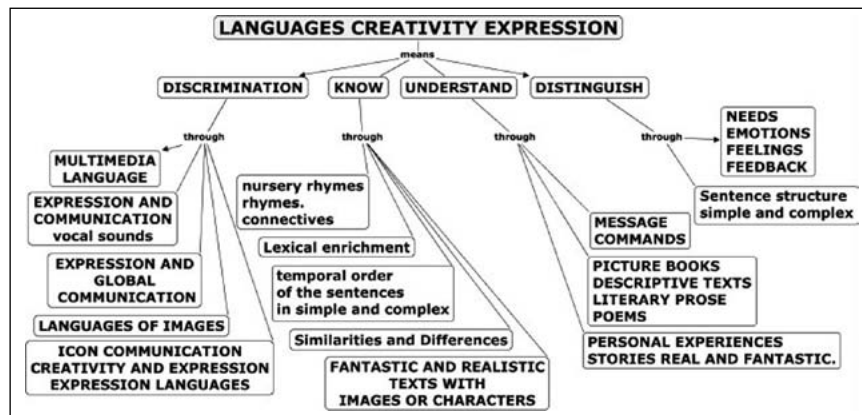 LANGUAGES CREATIVITY EXPRESSION
means
DISCRIMINATION
KNOW
UNDERSTAND
DISTINGUISH
through
MULTIMEDIA
LANGUAGE
EXPRESSION AND
COMMUNICATION
vocal sounds
EXPRESSION AND
GLOBAL
COMMUNICATION
LANGUAGES OF IMAGES
ICON COMMUNICATION
CREATIVITY AND EXPRESSION
EXPRESSION LANGUAGES
through
nursery rhymes
rhymes.
connectives
Lexical enrichment
temporal order
of the sentences
in simple and complex
Similarities and Differences
FANTASTIC AND REALISTIC
TEXTS WITH
IMAGES OR CHARACTERS
through
MESSAGE
COMMANDS
PICTURE BOOKS
DESCRIPTIVE TEXTS
LITERARY PROSE
POEMS
PERSONAL EXPERIENCES
STORIES REAL AND FANTASTIC.
through
NEEDS
EMOTIONS
FEELINGS
FEEDBACK
Sentence structure
simple and complex